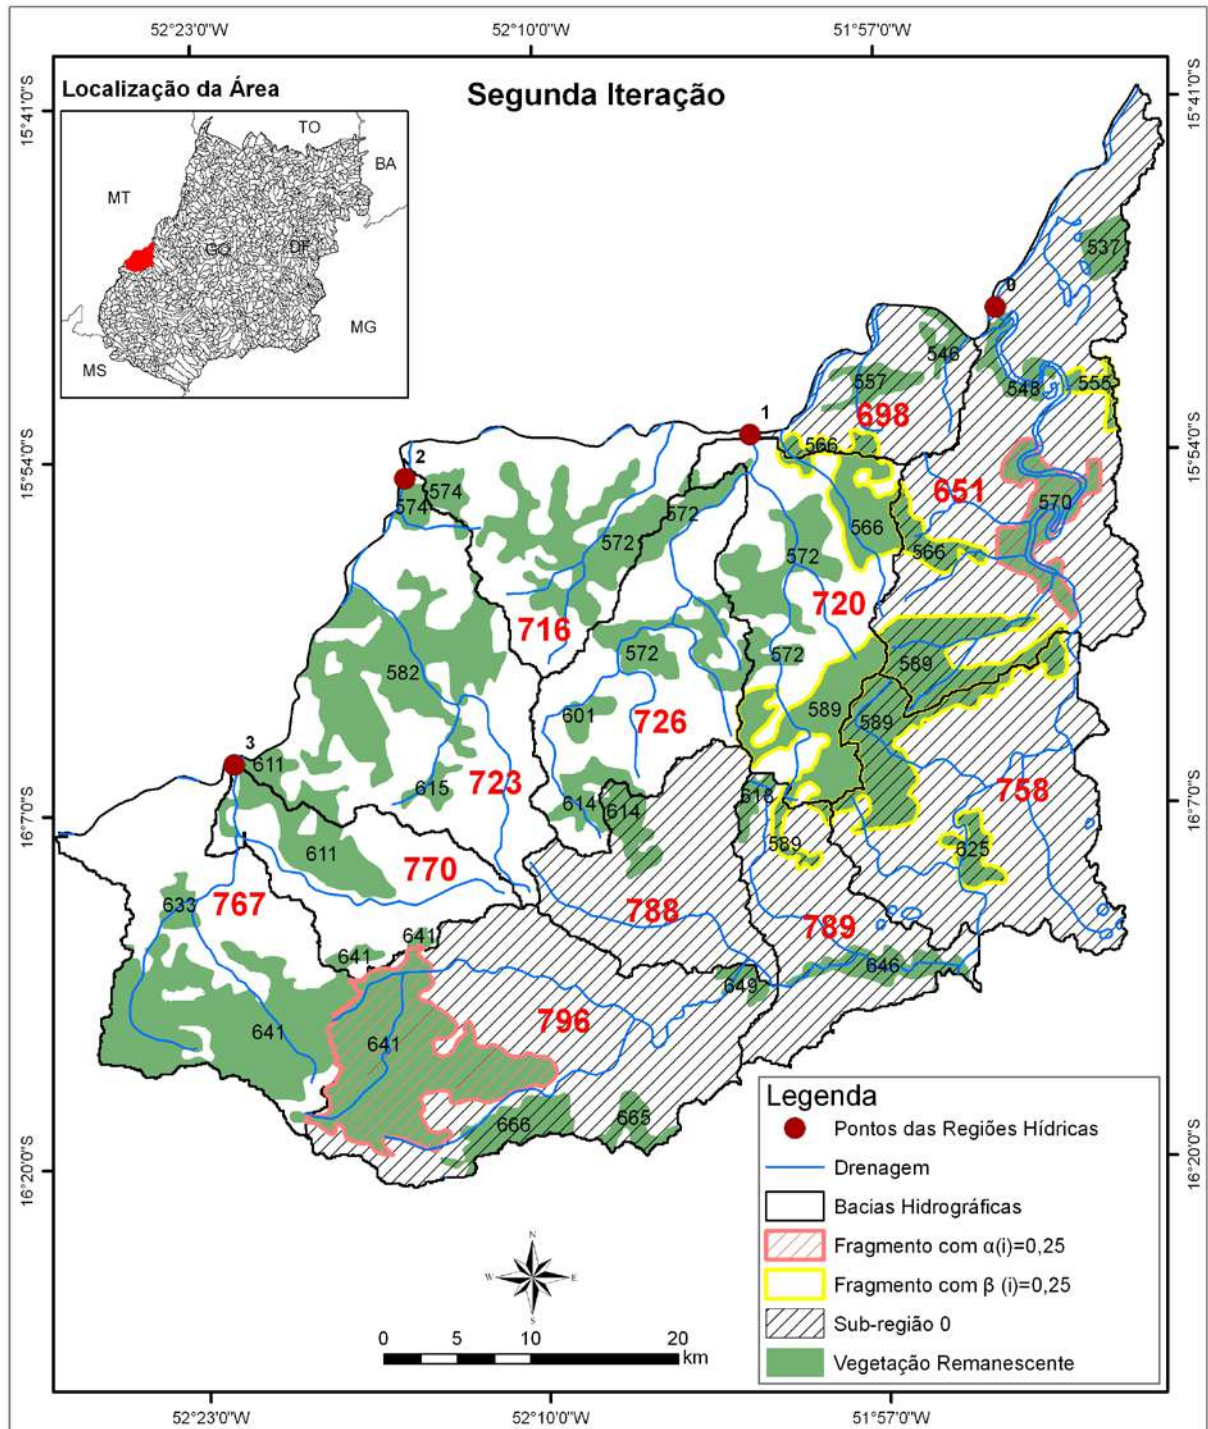 52°23'0"W
52°10'0"W
51°57'0"W
15°41'0"S
15°41'0"S
Localização da Área
Segunda Iteração
TO
BA
MT
GO
DF
MG
MS
537
0
546
548
555
557
698
1
566
2
574
574
572
651
570
572
566
566
572
716
720
572
572
589
582
601
726
589
589
3
611
615
723
614
614
618
758
589
625
611
770
633
767
788
789
641
641
646
649
641
641
796
666
665
15°54'0"S
15°54'0"S
16°7'0"S
16°7'0"S
16°20'0"S
16°20'0"S
Legenda
Pontos das Regiões Hídricas
Drenagem
Bacias Hidrográficas
Fragmento com α(i)=0,25
Fragmento com β (i)=0,25
Sub-região 0
Vegetação Remanescente
N
W
E
S
0 5 10 20
km
52°23'0"W
52°10'0"W
51°57'0"W